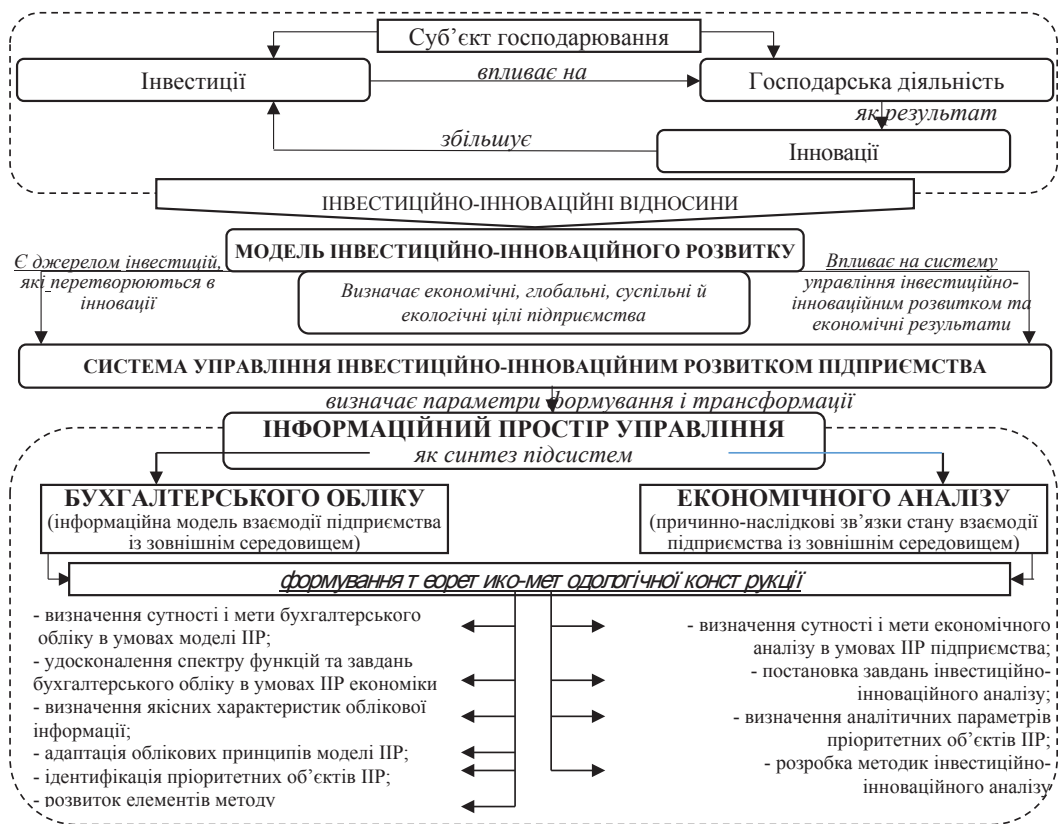 Суб’єкт господарювання
Інвестиції
впливає на
Господарська діяльність
як результат
збільшує
Інновації
ІНВЕСТИЦІЙНО-ІННОВАЦІЙНІ ВІДНОСИНИ
МОДЕЛЬ ІНВЕСТИЦІЙНО-ІННОВАЦІЙНОГО РОЗВИТКУ
Є джерелом інвестицій,
які перетворюються в
інновації
Визначає економічні, глобальні, суспільні й
екологічні цілі підприємства
Впливає на систему
управління інвестиційно-
інноваційним розвитком та
економічні результати
СИСТЕМА УПРАВЛІННЯ ІНВЕСТИЦІЙНО-ІННОВАЦІЙНИМ РОЗВИТКОМ ПІДПРИЄМСТВА
визначає параметри формування і трансформації
ІНФОРМАЦІЙНИЙ ПРОСТІР УПРАВЛІННЯ
як синтез підсистем
БУХГАЛТЕРСЬКОГО ОБЛІКУ
(інформаційна модель взаємодії підприємства
із зовнішнім середовищем)
ЕКОНОМІЧНОГО АНАЛІЗУ
(причинно-наслідкові зв’язки стану взаємодії
підприємства із зовнішнім середовищем)
формування т еорет ико-мет одологічної конст рукції
- визначення сутності і мети бухгалтерського
обліку в умовах моделі ІІР;
- удосконалення спектру функцій та завдань
бухгалтерського обліку в умовах ІІР економіки
- визначення якісних характеристик облікової
інформації;
- адаптація облікових принципів моделі ІІР;
- ідентифікація пріоритетних об’єктів ІІР;
- розвиток елементів методу
- визначення сутності і мети економічного
аналізу в умовах ІІР підприємства;
- постановка завдань інвестиційно-
інноваційного аналізу;
- визначення аналітичних параметрів
пріоритетних об’єктів ІІР;
- розробка методик інвестиційно-
інноваційного аналізу